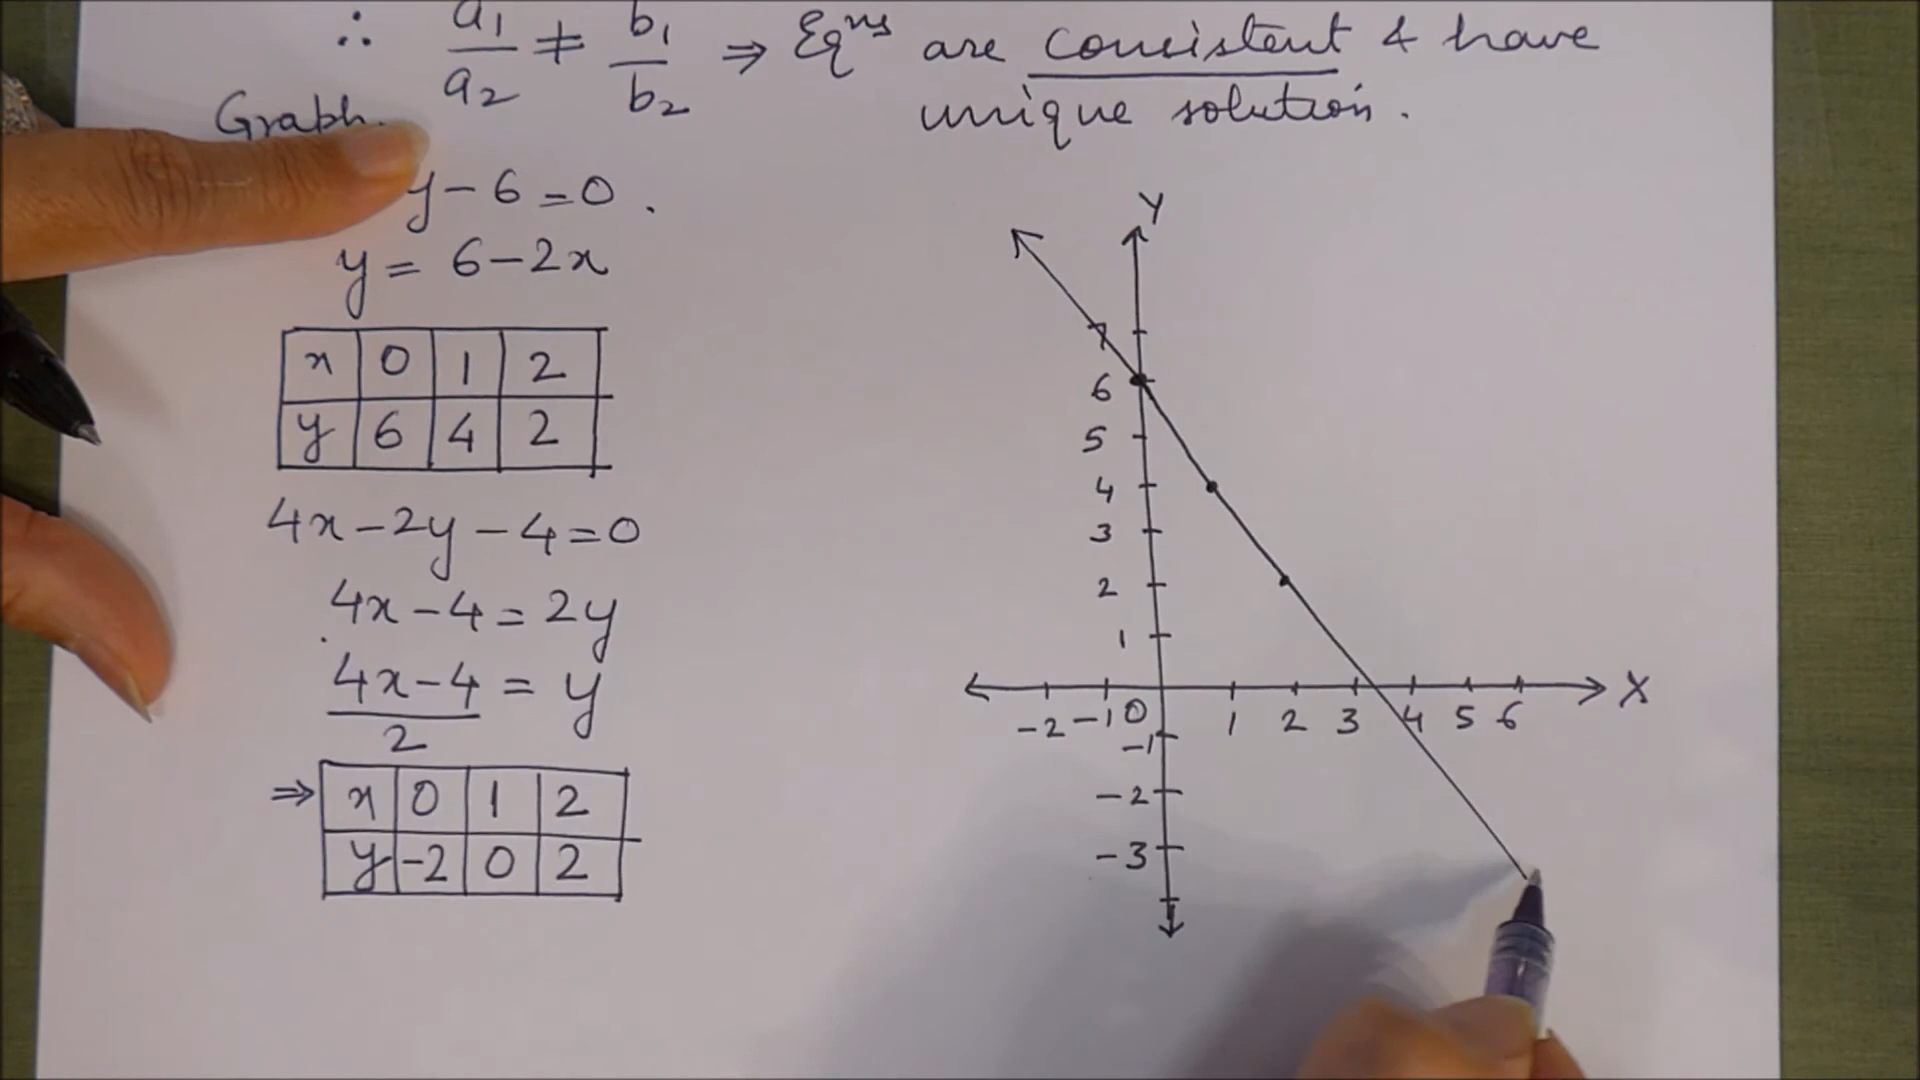 ∴ a1/a2 ≠ b1/b2 ⇒ Eqns are consistent & have
unique solution.
Graph
y-6=0.
y=6-2x
x 0 1 2
y 6 4 2
4x-2y-4=0
4x-4=2y
4x-4/2=y
⇒ x 0 1 2
y -2 0 2
Y
7
6
5
4
3
2
1
-2 -1 0 1 2 3 4 5 6 X
-1
-2
-3